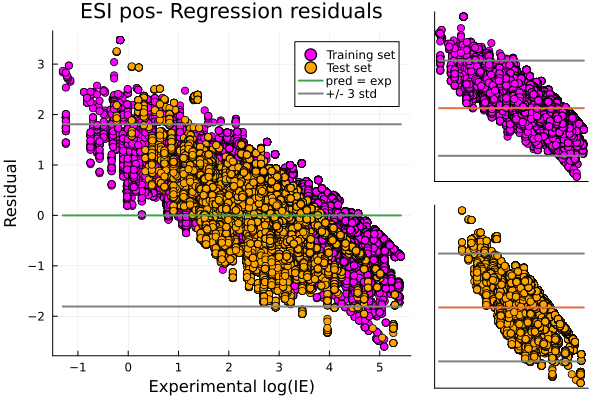 ESI pos- Regression residuals
Training set
Test set
pred = exp
+/- 3 std
Residual
3
2
1
0
−1
−2
−1
0
1
2
3
4
5
Experimental log(IE)